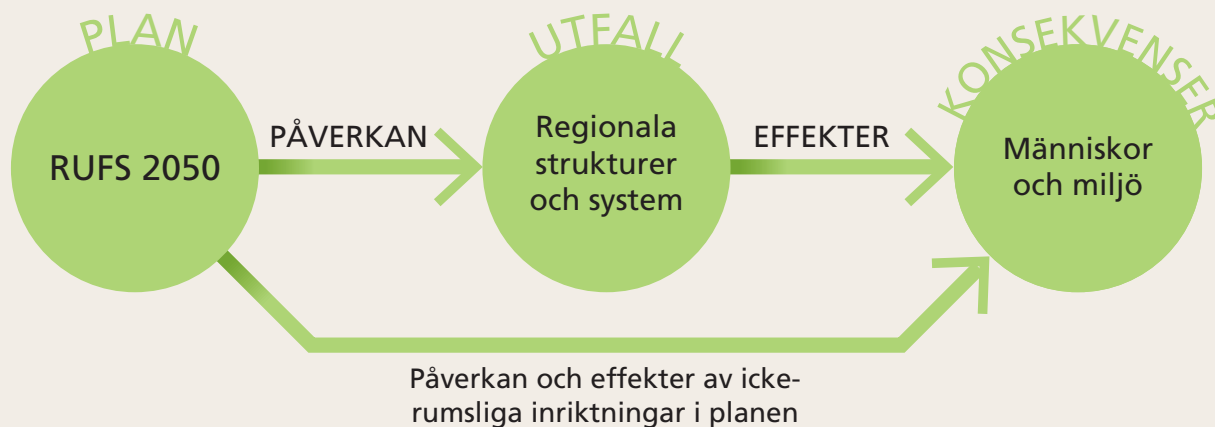 PLAN
RUFS 2050
PÅVERKAN
UTFALL
Regionala
strukturer
och system
EFFEKTER
KONSEKVENSER
Människor
och miljö
Påverkan och effekter av icke-
rumsliga inriktningar i planen